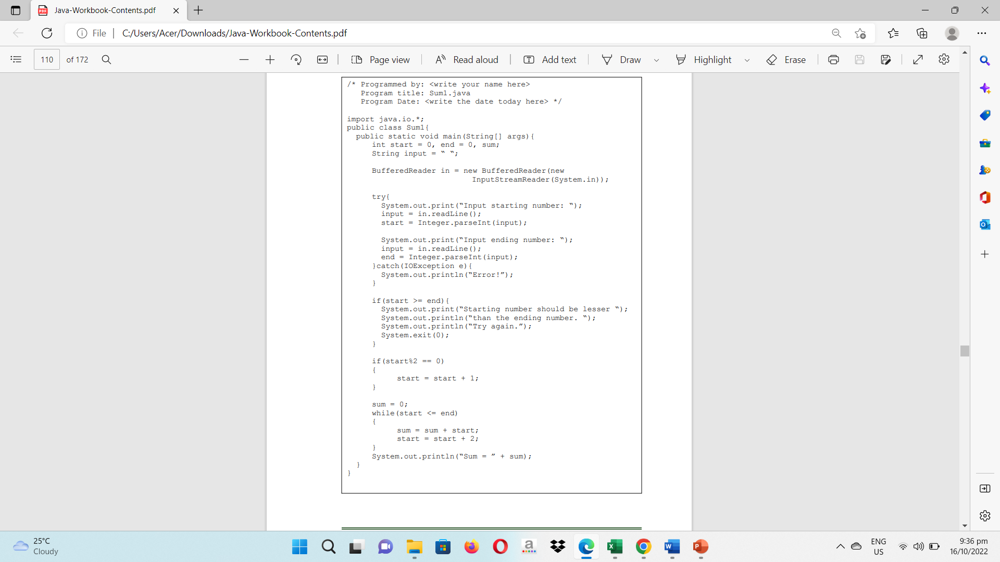 Java-Workbook-Contents.pdf
File
C:/Users/Acer/Downloads/Java-Workbook-Contents.pdf
110 of 172
Page view
Read aloud
Add text
Draw
Highlight
Erase
/* Programmed by: <write your name here>
Program title: Sum1.java
Program Date: <write the date today here> */
import java.io.*;
public class Sum1{
public static void main(String[] args){
int start = 0, end = 0, sum;
String input = “ “;
BufferedReader in = new BufferedReader(new
InputStreamReader(System.in));
try{
System.out.print(“Input starting number: “);
input = in.readLine();
start = Integer.parseInt(input);
System.out.print(“Input ending number: “);
input = in.readLine();
end = Integer.parseInt(input);
}catch(IOException e){
System.out.println(“Error!”);
}
if(start >= end){
System.out.print(“Starting number should be lesser “);
System.out.println(“than the ending number. “);
System.out.println(“Try again.”);
System.exit(0);
}
if(start%2 == 0)
{
start = start + 1;
}
sum = 0;
while(start <= end)
{
sum = sum + start;
start = start + 2;
}
System.out.println(“Sum = ” + sum);
}
}
25°C
Cloudy
ENG
US
9:36 pm
16/10/2022